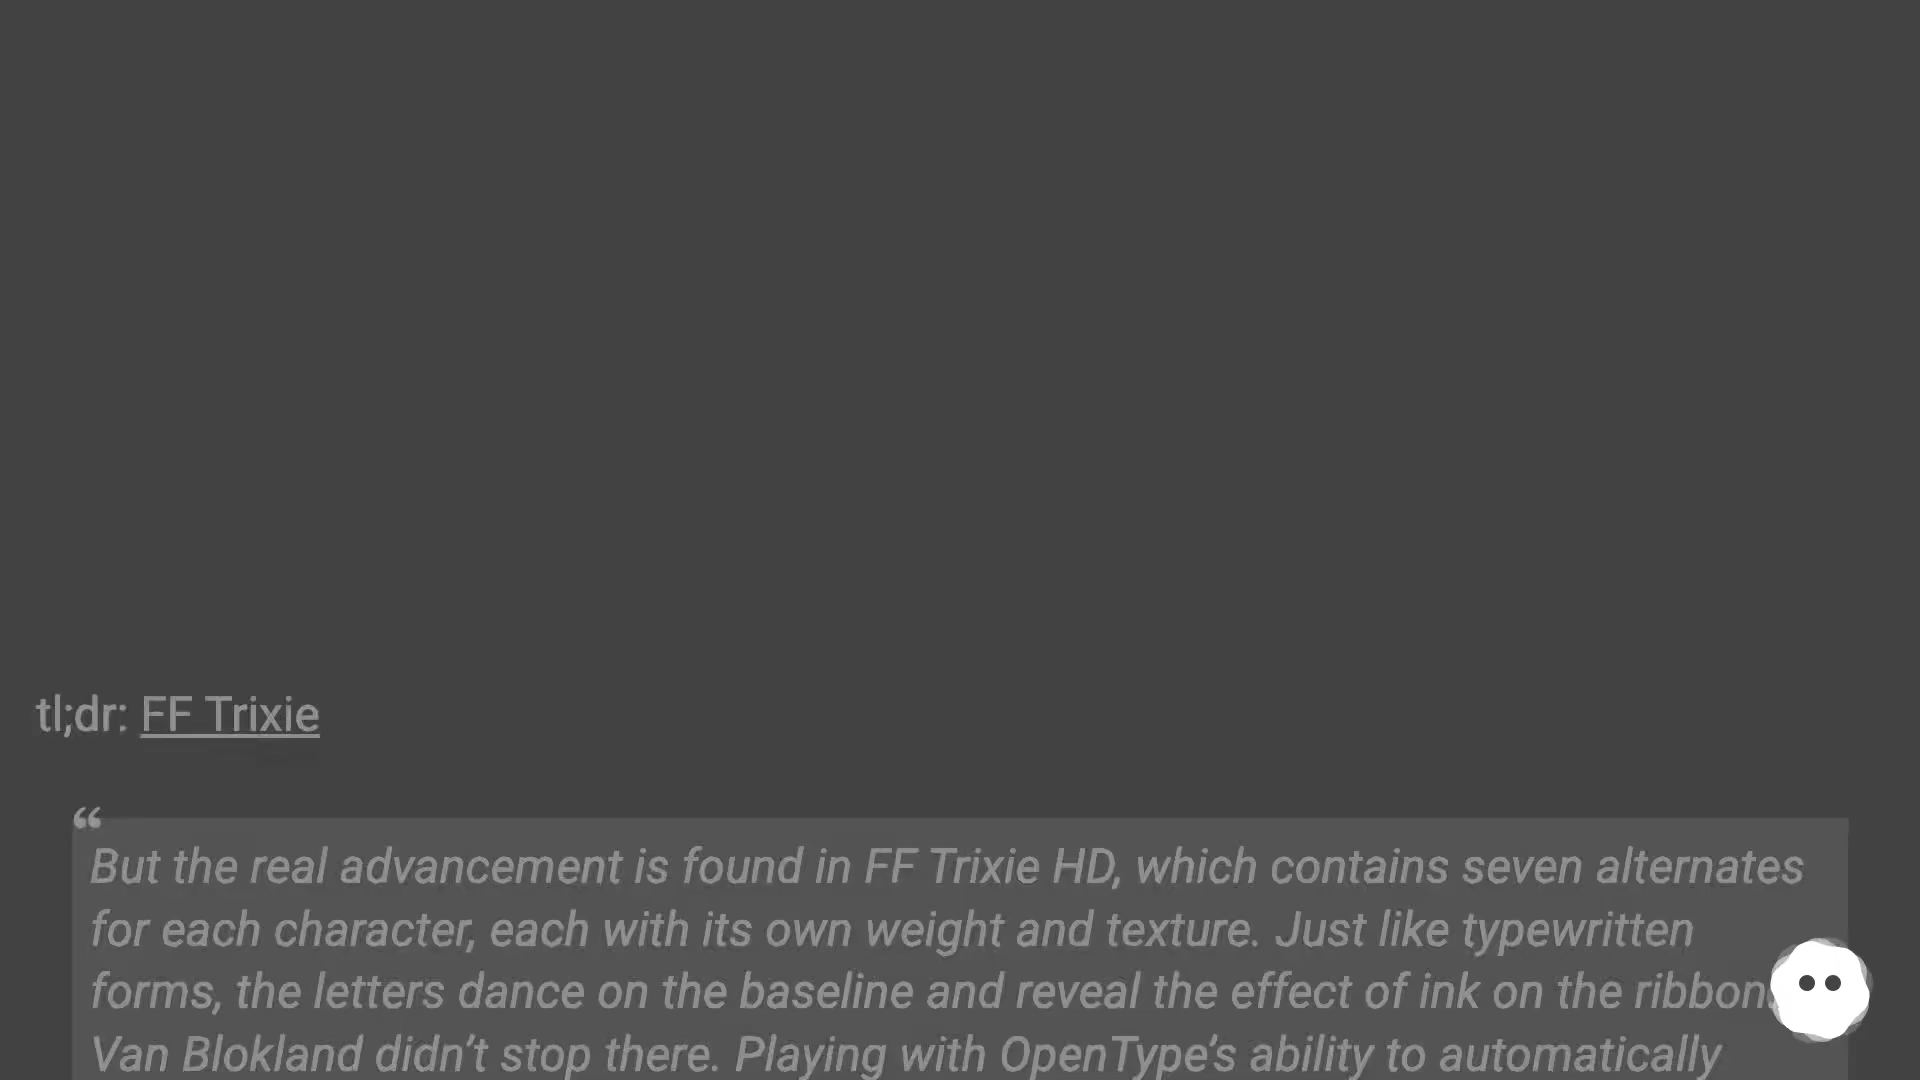 tl;dr: FF Trixie
“
But the real advancement is found in FF Trixie HD, which contains seven alternates
for each character, each with its own weight and texture. Just like typewritten
forms, the letters dance on the baseline and reveal the effect of ink on the ribbon.
Van Blokland didn’t stop there. Playing with OpenType’s ability to automatically